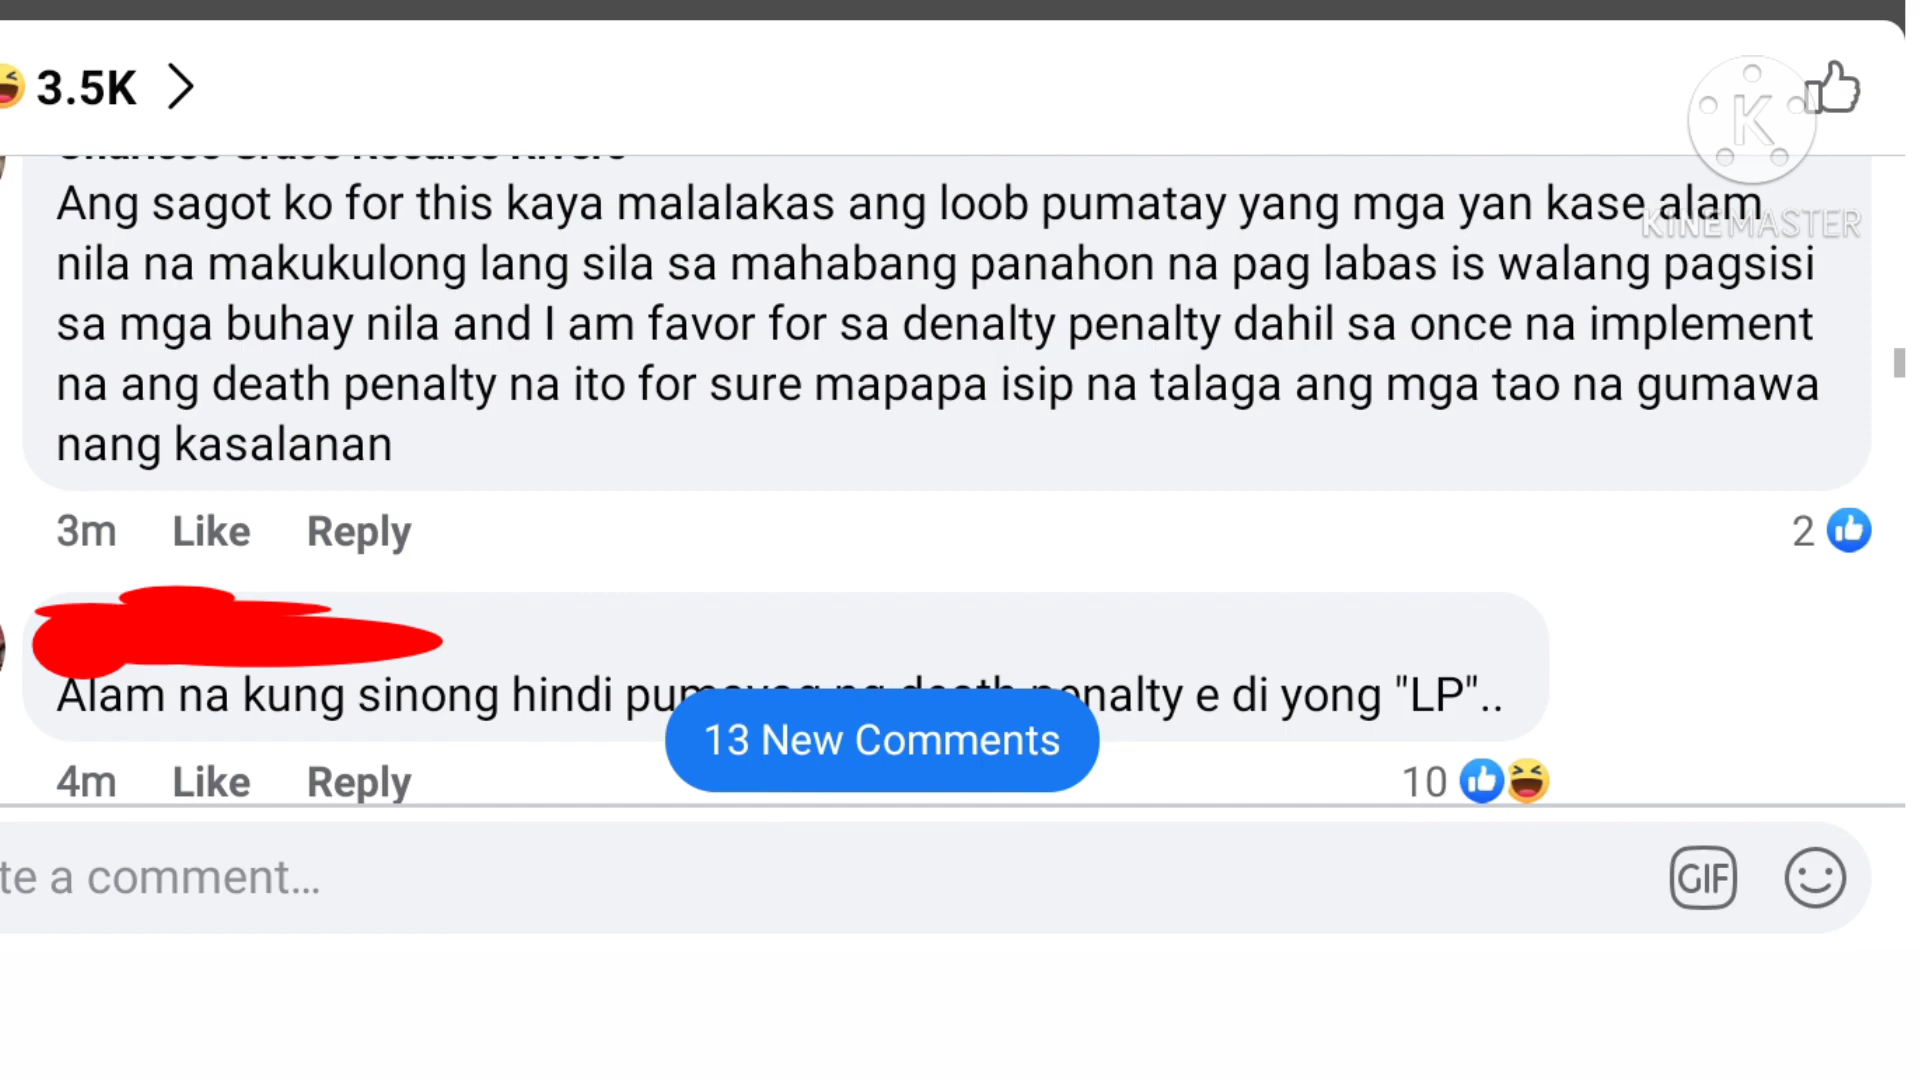 3.5K
KINEMASTER
Ang sagot ko for this kaya malalakas ang loob pumatay yang mga yan kase alam
nila na makukulong lang sila sa mahabang panahon na pag labas is walang pagsisi
sa mga buhay nila and I am favor for sa denalty penalty dahil sa once na implement
na ang death penalty na ito for sure mapapa isip na talaga ang mga tao na gumawa
nang kasalanan
3m Like Reply 2
Alam na kung sinong hindi e di yong "LP"..
13 New Comments
4m Like Reply 10
te a comment...
GIF